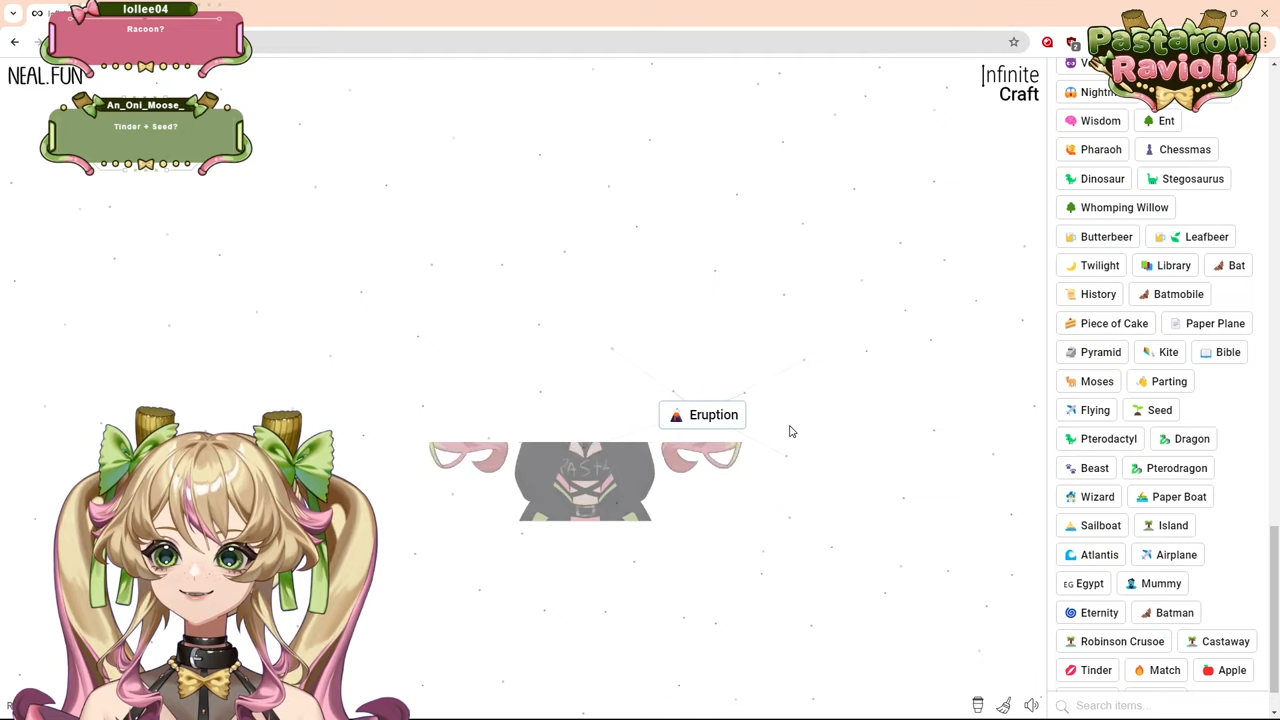 lollee04
Racoon?
NEAL.FUN
An_Oni_Moose_
Tinder + Seed?
Pastaroni
Ravioli
Infinite
Craft
2
Wisdom
Ent
Pharaoh
Chessmas
Dinosaur
Stegosaurus
Whomping Willow
Butterbeer
Leafbeer
Twilight
Library
Bat
History
Batmobile
Piece of Cake
Paper Plane
Pyramid
Kite
Bible
Moses
Parting
Flying
Seed
Eruption
Pterodactyl
Dragon
Beast
Pterodragon
Wizard
Paper Boat
Sailboat
Island
Atlantis
Airplane
EG Egypt
Mummy
Eternity
Batman
Robinson Crusoe
Castaway
Tinder
Match
Apple
Search items...